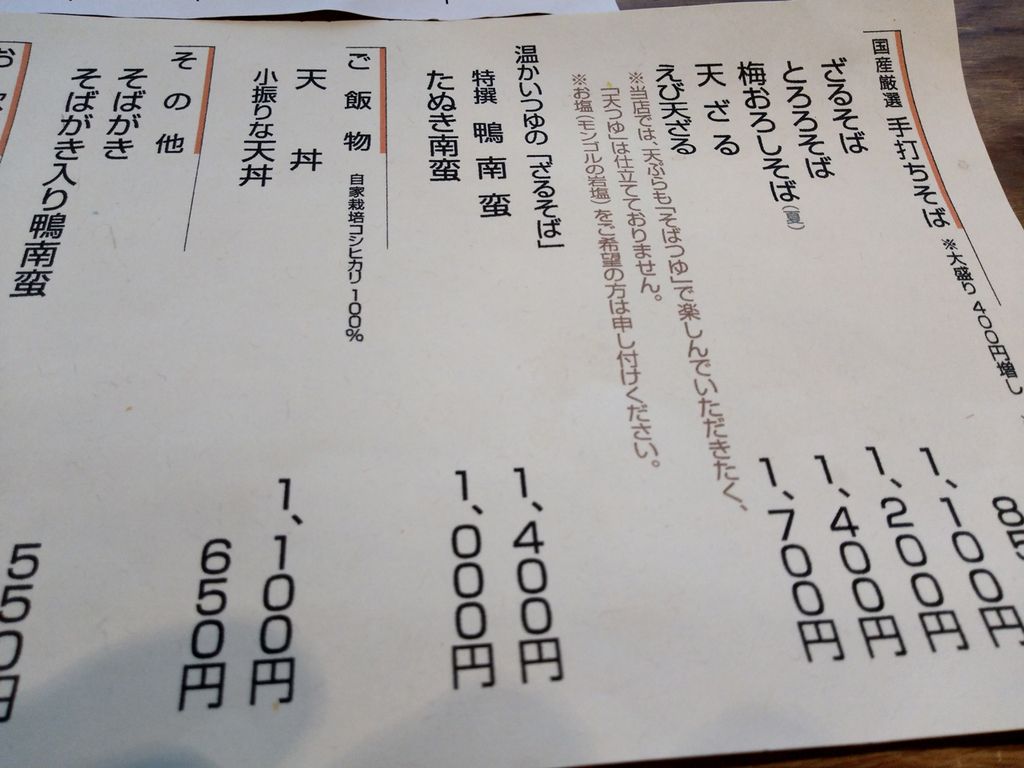 国産厳選 手打ちそば ※大盛り 400円増し
ざるそば 85
とろろそば 1,100円
梅おろしそば(夏) 1,200円
天ざる 1,400円
えび天ざる 1,700円
※当店では、天ぷらも「そばつゆ」で楽しんでいただきたく、
「天つゆ」は仕立ておりません。
※お塩(モンゴルの岩塩)をご希望の方は申し付けください。
温かいつゆの「ざるそば」
特撰 鴨南蛮 1,400円
たぬき南蛮 1,000円
ご飯物 自家栽培コシヒカリ100%
天丼 1,100円
小振りな天丼 650円
その他
そばがき 550円
そばがき入り鴨南蛮
お